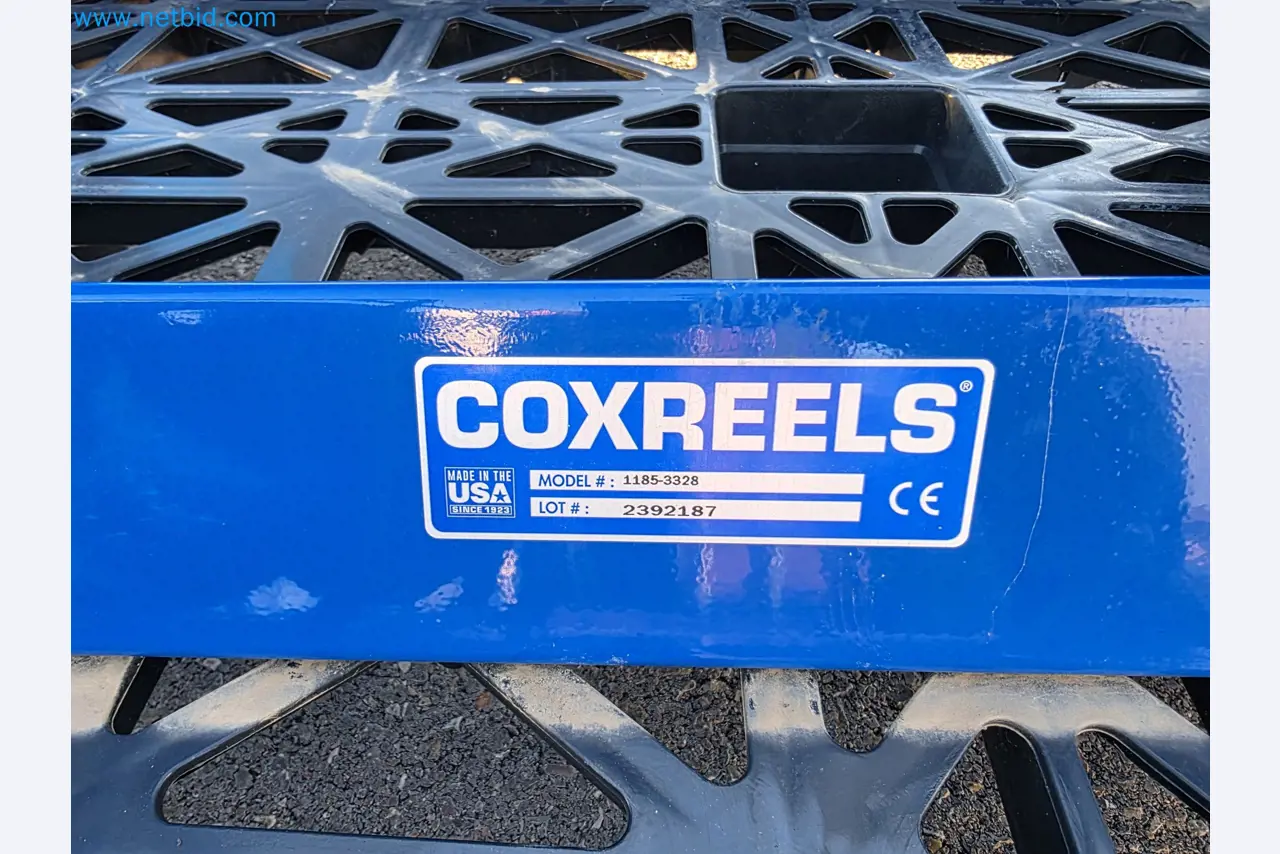 www.netbid.com
COXREELS®
MADE IN THE
USA
SINCE 1923
MODEL # : 1185-3328
LOT # : 2392187
CE